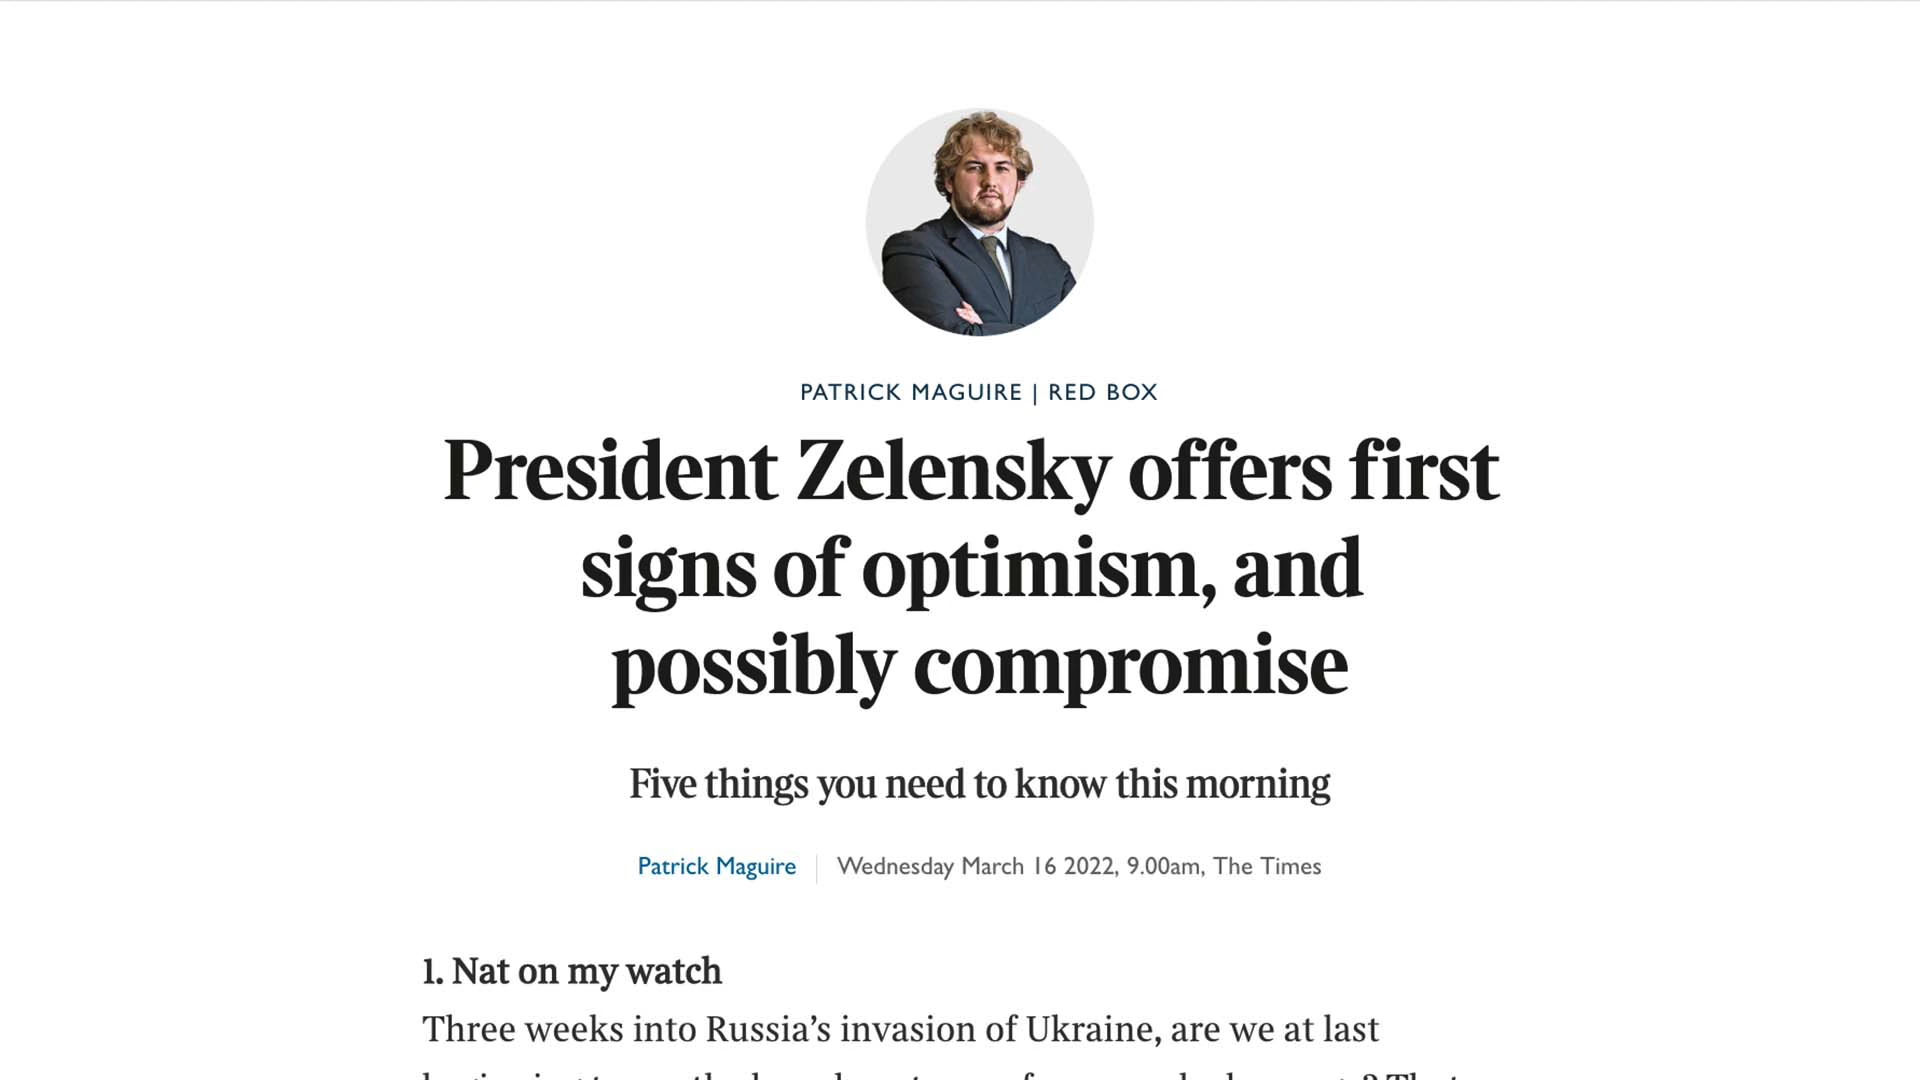 PATRICK MAGUIRE | RED BOX
President Zelensky offers first
signs of optimism, and
possibly compromise
Five things you need to know this morning
Patrick Maguire | Wednesday March 16 2022, 9.00am, The Times
1. Nat on my watch
Three weeks into Russia’s invasion of Ukraine, are we at last